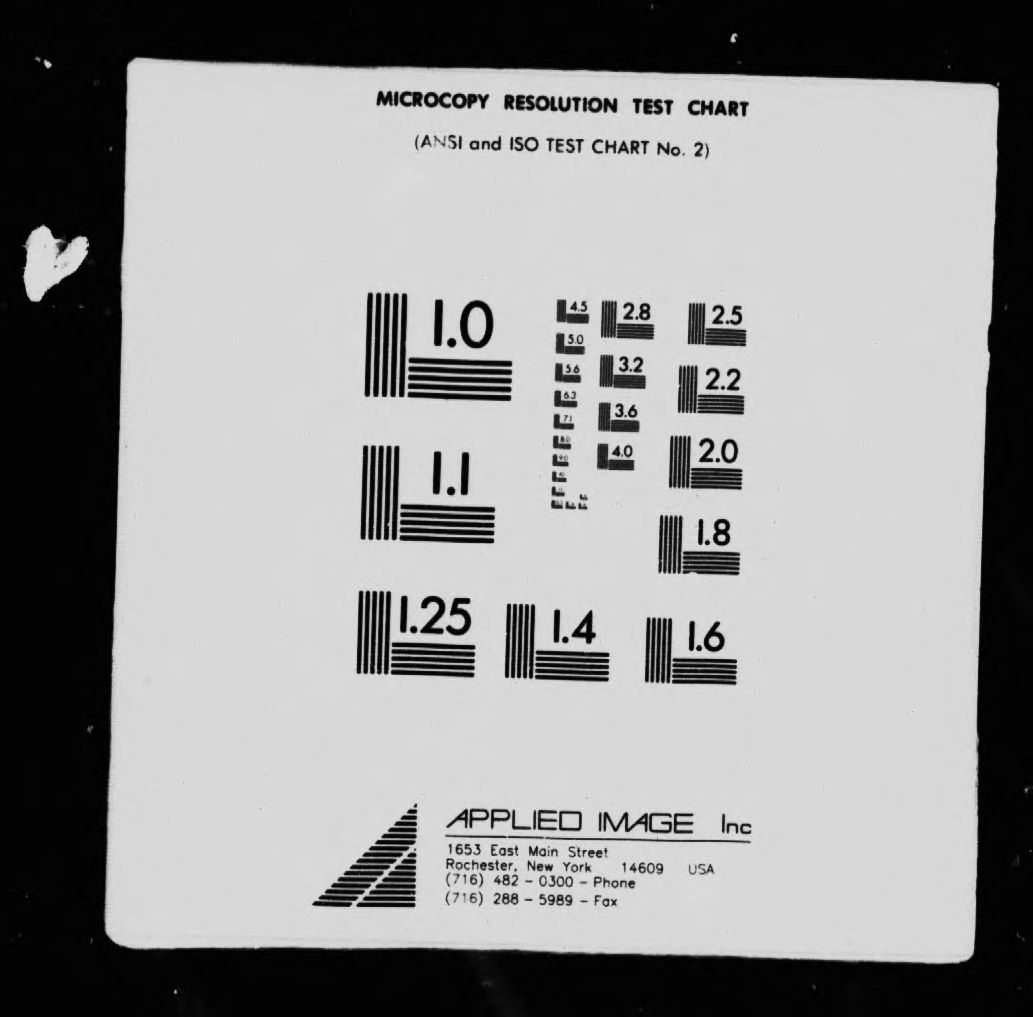 MICROCOPY RESOLUTION TEST CHART
(ANSI and ISO TEST CHART No. 2)
1.0
4.5
2.8
2.5
5.0
3.2
2.2
5.6
6.3
3.6
7.1
1.1
8.0
4.0
2.0
9.0
1.8
1.25
1.4
1.6
APPLIED IMAGE Inc
1653 East Main Street
Rochester, New York 14609 USA
(716) 482 - 0300 - Phone
(716) 288 - 5989 - Fax